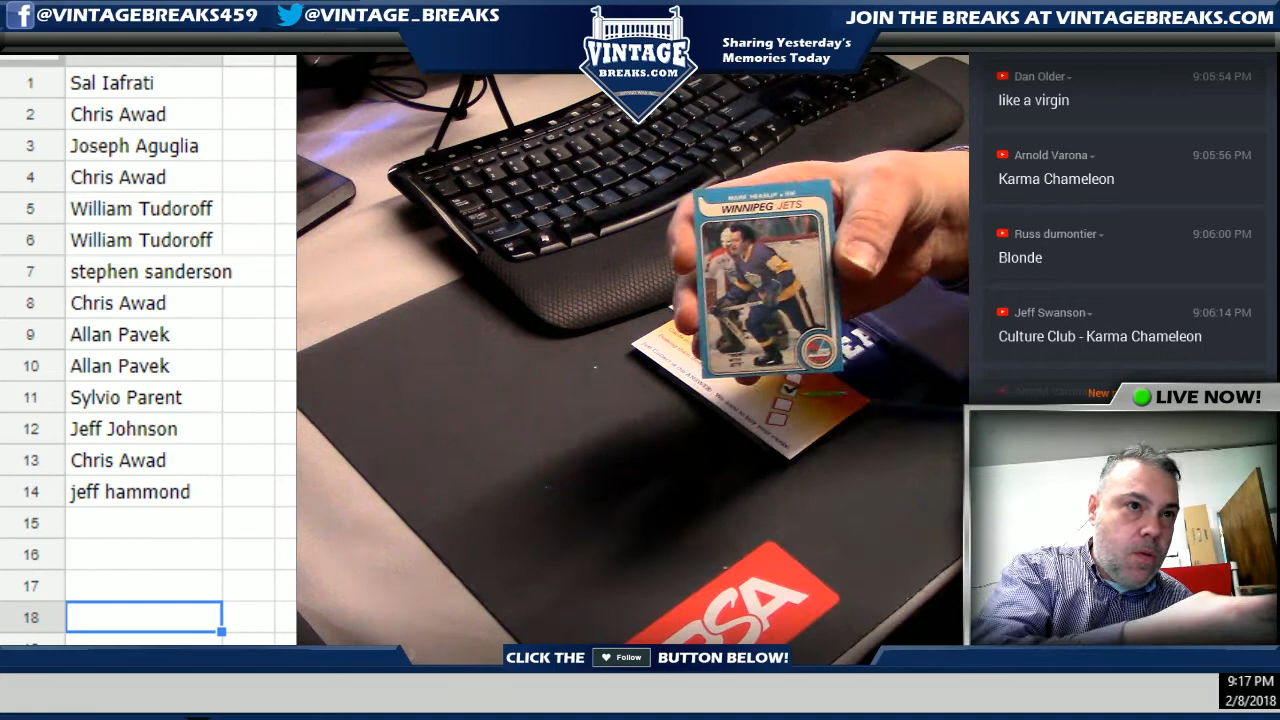 @VINTAGEBREAKS459
@VINTAGE_BREAKS
VINTAGE
BREAKS.COM
Sharing Yesterday's
Memories Today
JOIN THE BREAKS AT VINTAGEBREAKS.COM
1 Sal Iafrati
2 Chris Awad
3 Joseph Aguglia
4 Chris Awad
5 William Tudoroff
6 William Tudoroff
7 stephen sanderson
8 Chris Awad
9 Allan Pavek
10 Allan Pavek
11 Sylvio Parent
12 Jeff Johnson
13 Chris Awad
14 jeff hammond
15
16
17
18
MARK HEASLIP • RW
WINNIPEG JETS
PSA
Dan Older 9:05:54 PM
like a virgin
Arnold Varona 9:05:56 PM
Karma Chameleon
Russ dumontier 9:06:00 PM
Blonde
Jeff Swanson 9:06:14 PM
Culture Club - Karma Chameleon
New
LIVE NOW!
CLICK THE Follow BUTTON BELOW!
9:17 PM
2/8/2018